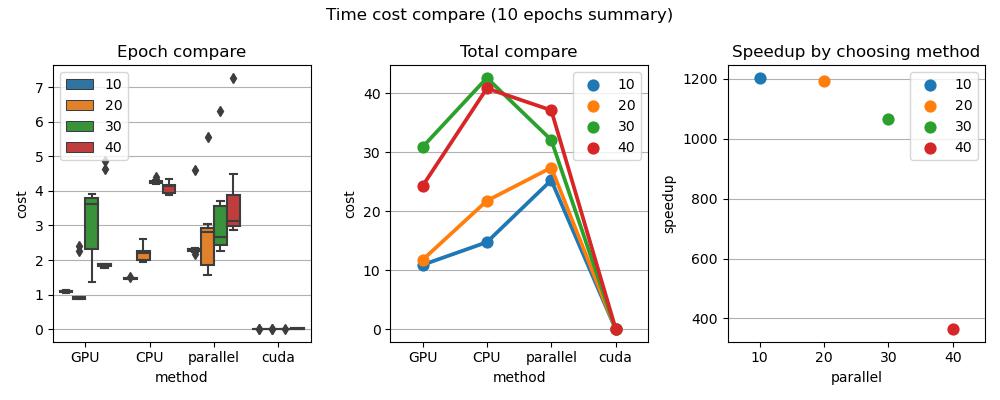 Time cost compare (10 epochs summary)
Epoch compare
7
6
5
4
3
2
1
0
cost
10
20
30
40
GPU
CPU
parallel
cuda
method
Total compare
40
30
20
10
0
cost
10
20
30
40
GPU
CPU
parallel
cuda
method
Speedup by choosing method
1200
1000
800
600
400
speedup
10
20
30
40
10
20
30
40
parallel